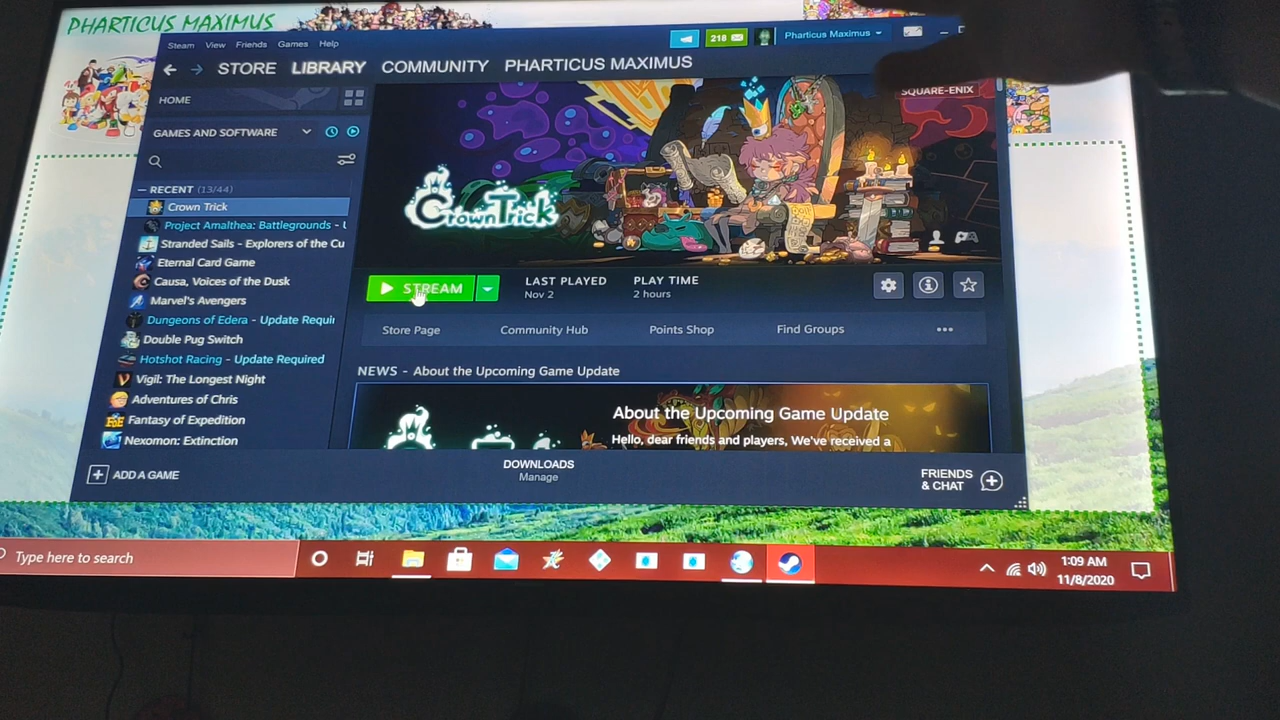 PHARTICUS MAXIMUS
Steam View Friends Games Help
218
Pharticus Maximus
STORE LIBRARY COMMUNITY PHARTICUS MAXIMUS
SQUARE-ENIX
HOME
GAMES AND SOFTWARE
RECENT (13/44)
Crown Trick
Project Amalthea: Battlegrounds -
Stranded Sails - Explorers of the Cu
Eternal Card Game
Causa, Voices of the Dusk
Marvel's Avengers
Dungeons of Edera - Update Requi
Double Pug Switch
Hotshot Racing - Update Required
Vigil: The Longest Night
Adventures of Chris
Fantasy of Expedition
Nexomon: Extinction
CrownTrick
STREAM
LAST PLAYED
Nov 2
PLAY TIME
2 hours
Store Page Community Hub Points Shop Find Groups
NEWS - About the Upcoming Game Update
About the Upcoming Game Update
Hello, dear friends and players, We've received a
ADD A GAME
DOWNLOADS
Manage
FRIENDS
& CHAT
Type here to search
1:09 AM
11/8/2020